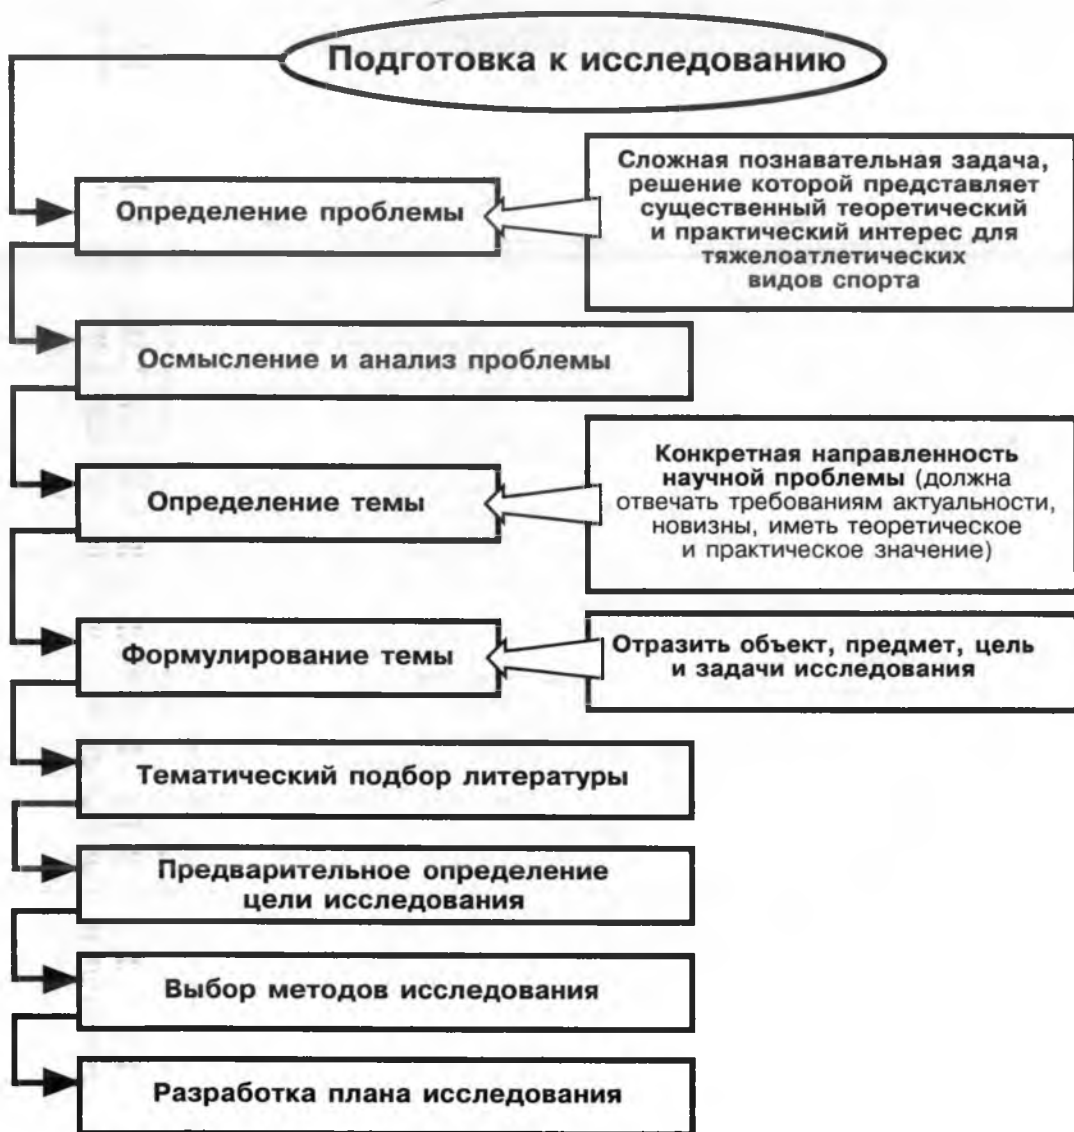 Подготовка к исследованию
Определение проблемы
Сложная познавательная задача,
решение которой представляет
существенный теоретический
и практический интерес для
тяжелоатлетических
видов спорта
Осмысление и анализ проблемы
Определение темы
Конкретная направленность
научной проблемы (должна
отвечать требованиям актуальности,
новизны, иметь теоретическое
и практическое значение)
Формулирование темы
Отразить объект, предмет, цель
и задачи исследования
Тематический подбор литературы
Предварительное определение
цели исследования
Выбор методов исследования
Разработка плана исследования